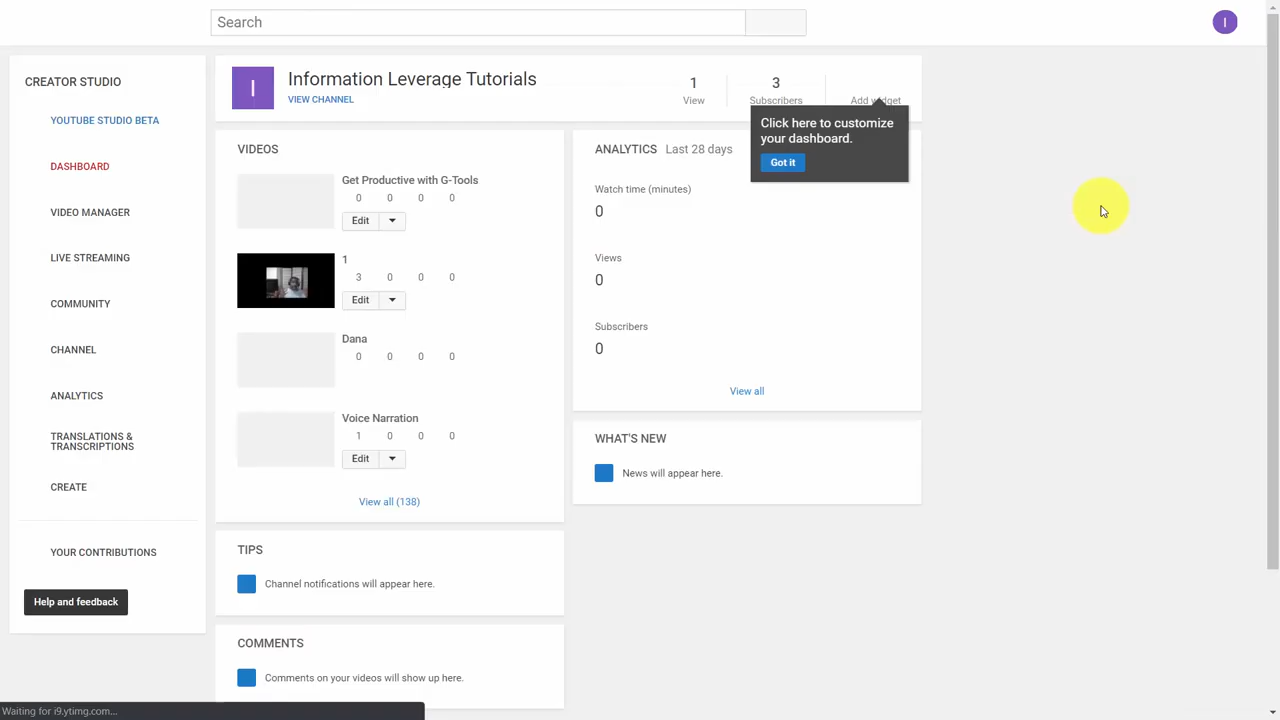 Search
I
CREATOR STUDIO
YOUTUBE STUDIO BETA
DASHBOARD
VIDEO MANAGER
LIVE STREAMING
COMMUNITY
CHANNEL
ANALYTICS
TRANSLATIONS &
TRANSCRIPTIONS
CREATE
YOUR CONTRIBUTIONS
Help and feedback
I
Information Leverage Tutorials
VIEW CHANNEL
1
View
3
Subscribers
Add widget
Click here to customize
your dashboard.
Got it
VIDEOS
Get Productive with G-Tools
0 0 0 0
Edit
1
3 0 0 0
Edit
Dana
0 0 0 0
Voice Narration
1 0 0 0
Edit
View all (138)
TIPS
Channel notifications will appear here.
COMMENTS
Comments on your videos will show up here.
ANALYTICS Last 28 days
Watch time (minutes)
0
Views
0
Subscribers
0
View all
WHAT'S NEW
News will appear here.
Waiting for i9.ytimg.com...